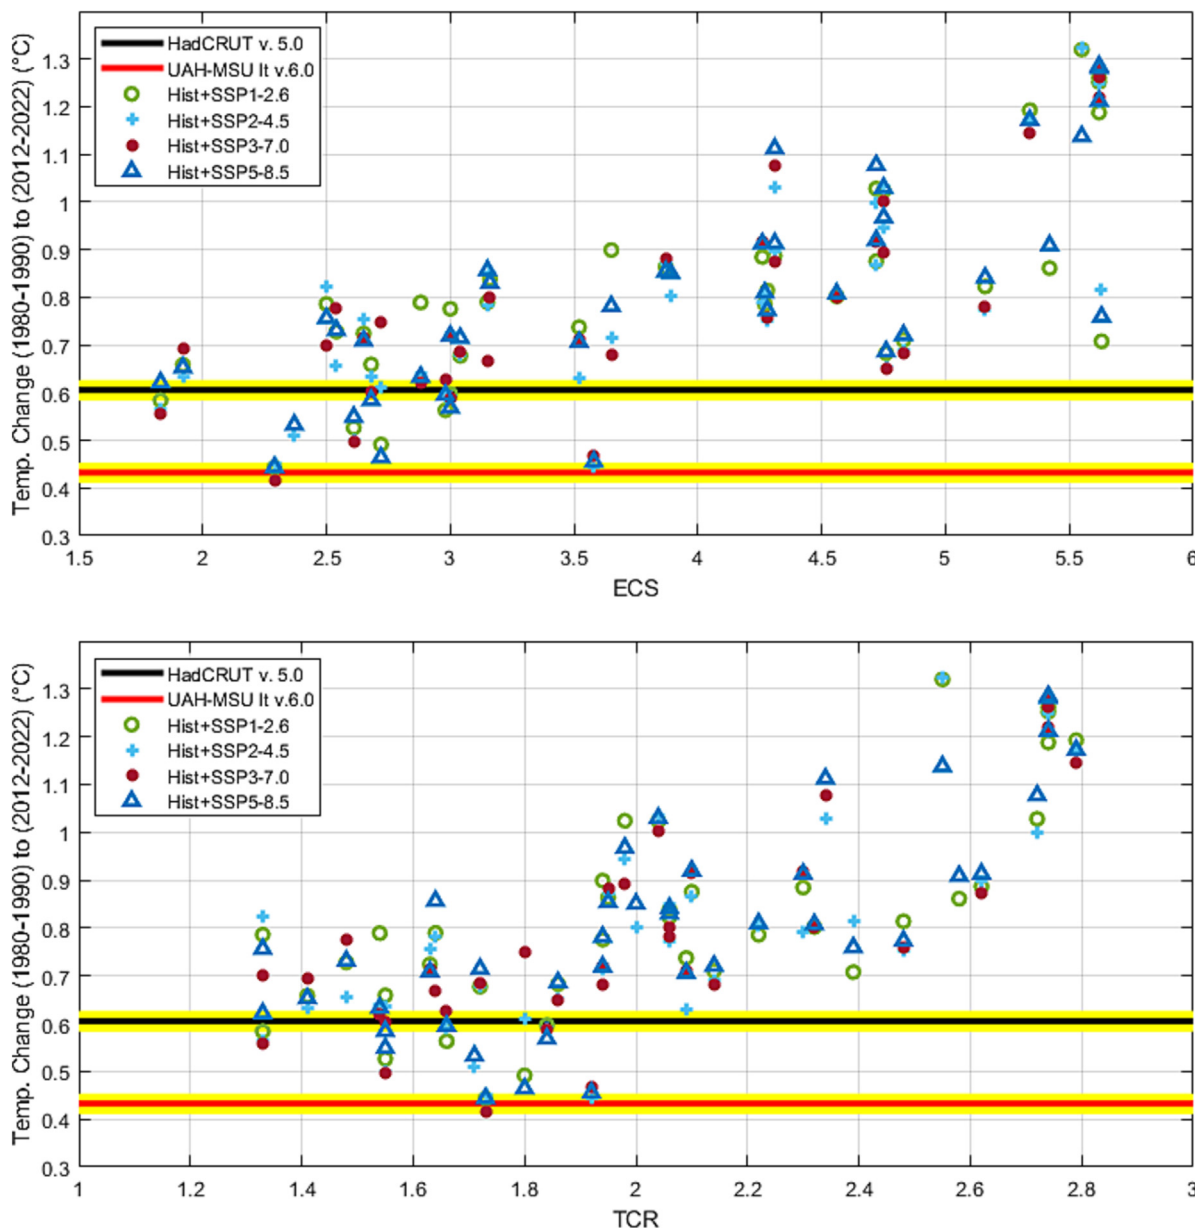 Temp. Change (1980-1990) to (2012-2022) (°C)
1.3
1.2
1.1
1
0.9
0.8
0.7
0.6
0.5
0.4
0.3
HadCRUT v. 5.0
UAH-MSU lt v.6.0
Hist+SSP1-2.6
Hist+SSP2-4.5
Hist+SSP3-7.0
Hist+SSP5-8.5
1.5 2 2.5 3 3.5 4 4.5 5 5.5 6
ECS
Temp. Change (1980-1990) to (2012-2022) (°C)
1.3
1.2
1.1
1
0.9
0.8
0.7
0.6
0.5
0.4
0.3
HadCRUT v. 5.0
UAH-MSU lt v.6.0
Hist+SSP1-2.6
Hist+SSP2-4.5
Hist+SSP3-7.0
Hist+SSP5-8.5
1 1.2 1.4 1.6 1.8 2 2.2 2.4 2.6 2.8 3
TCR